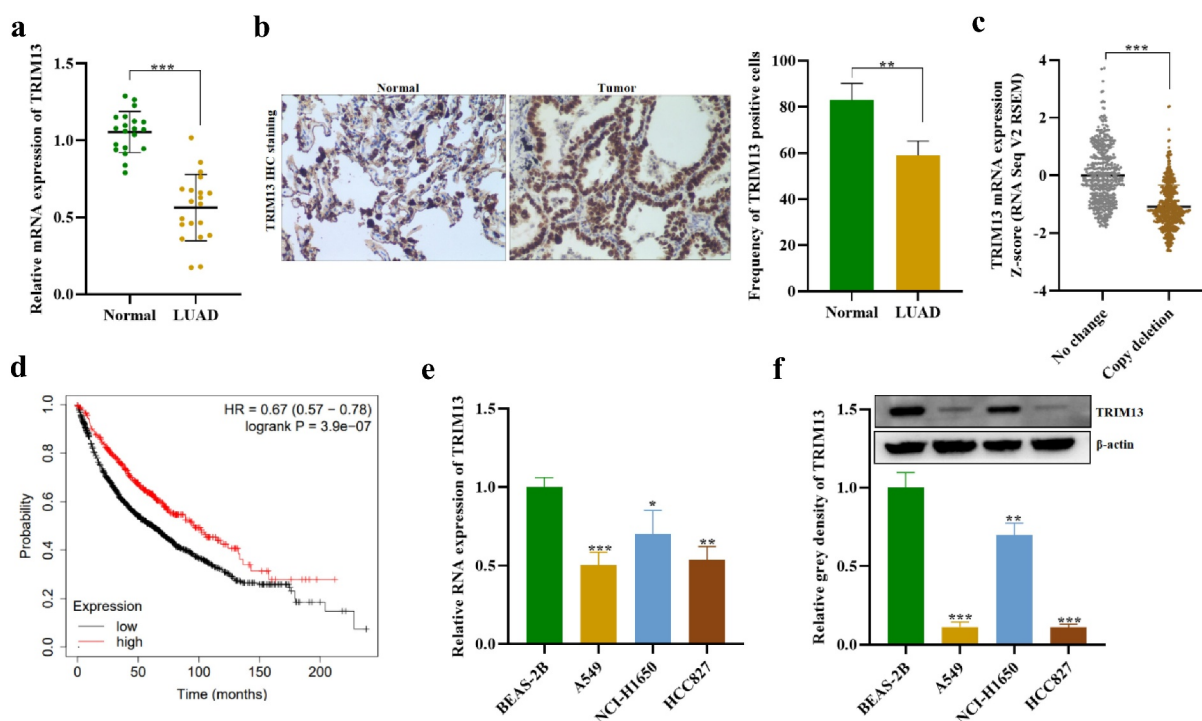 a
Relative mRNA expression of TRIM13
1.5
1.0
0.5
0.0
***
Normal
LUAD
b
TRIM13 IHC staining
Normal
Tumor
Frequency of TRIM13 positive cells
100
80
60
40
20
0
**
Normal
LUAD
c
TRIM13 mRNA expression
Z-score (RNA Seq V2 RSEM)
4
2
0
-2
-4
***
No change
Copy deletion
d
HR = 0.67 (0.57 − 0.78)
logrank P = 3.9e−07
Probability
1.0
0.8
0.6
0.4
0.2
0.0
Expression
low
high
0 50 100 150 200
Time (months)
e
Relative RNA expression of TRIM13
1.5
1.0
0.5
0.0
***
*
**
BEAS-2B
A549
NCI-H1650
HCC827
f
TRIM13
β-actin
Relative grey density of TRIM13
1.5
1.0
0.5
0.0
***
**
***
BEAS-2B
A549
NCI-H1650
HCC827